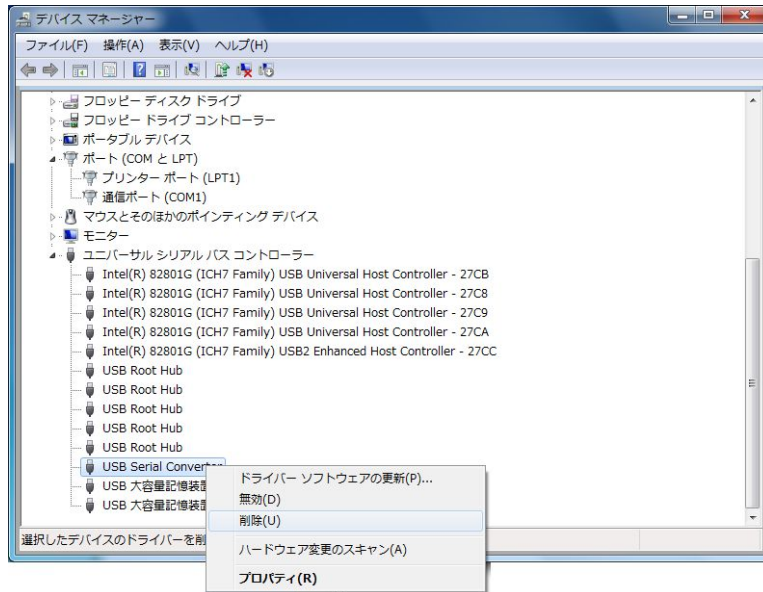 デバイス マネージャー
ファイル(F) 操作(A) 表示(V) ヘルプ(H)
フロッピー ディスク ドライブ
フロッピー ドライブ コントローラー
ポータブル デバイス
ポート (COM と LPT)
プリンター ポート (LPT1)
通信ポート (COM1)
マウスとそのほかのポインティング デバイス
モニター
ユニバーサル シリアル バス コントローラー
Intel(R) 82801G (ICH7 Family) USB Universal Host Controller - 27CB
Intel(R) 82801G (ICH7 Family) USB Universal Host Controller - 27C8
Intel(R) 82801G (ICH7 Family) USB Universal Host Controller - 27C9
Intel(R) 82801G (ICH7 Family) USB Universal Host Controller - 27CA
Intel(R) 82801G (ICH7 Family) USB2 Enhanced Host Controller - 27CC
USB Root Hub
USB Root Hub
USB Root Hub
USB Root Hub
USB Root Hub
USB Serial Converter
USB 大容量記憶装置
USB 大容量記憶装置
ドライバー ソフトウェアの更新(P)...
無効(D)
削除(U)
ハードウェア変更のスキャン(A)
プロパティ(R)
選択したデバイスのドライバーを削